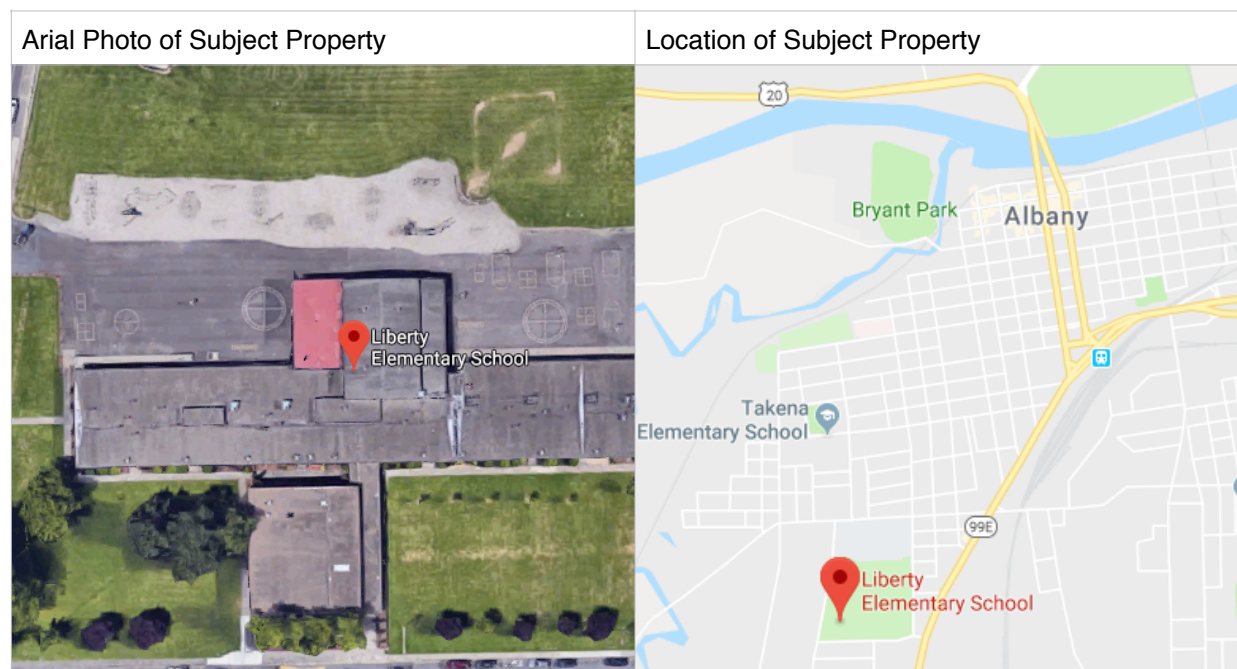 Arial Photo of Subject Property
Location of Subject Property
Liberty
Elementary School
20
Bryant Park
Albany
Takena
Elementary School
99E
Liberty
Elementary School